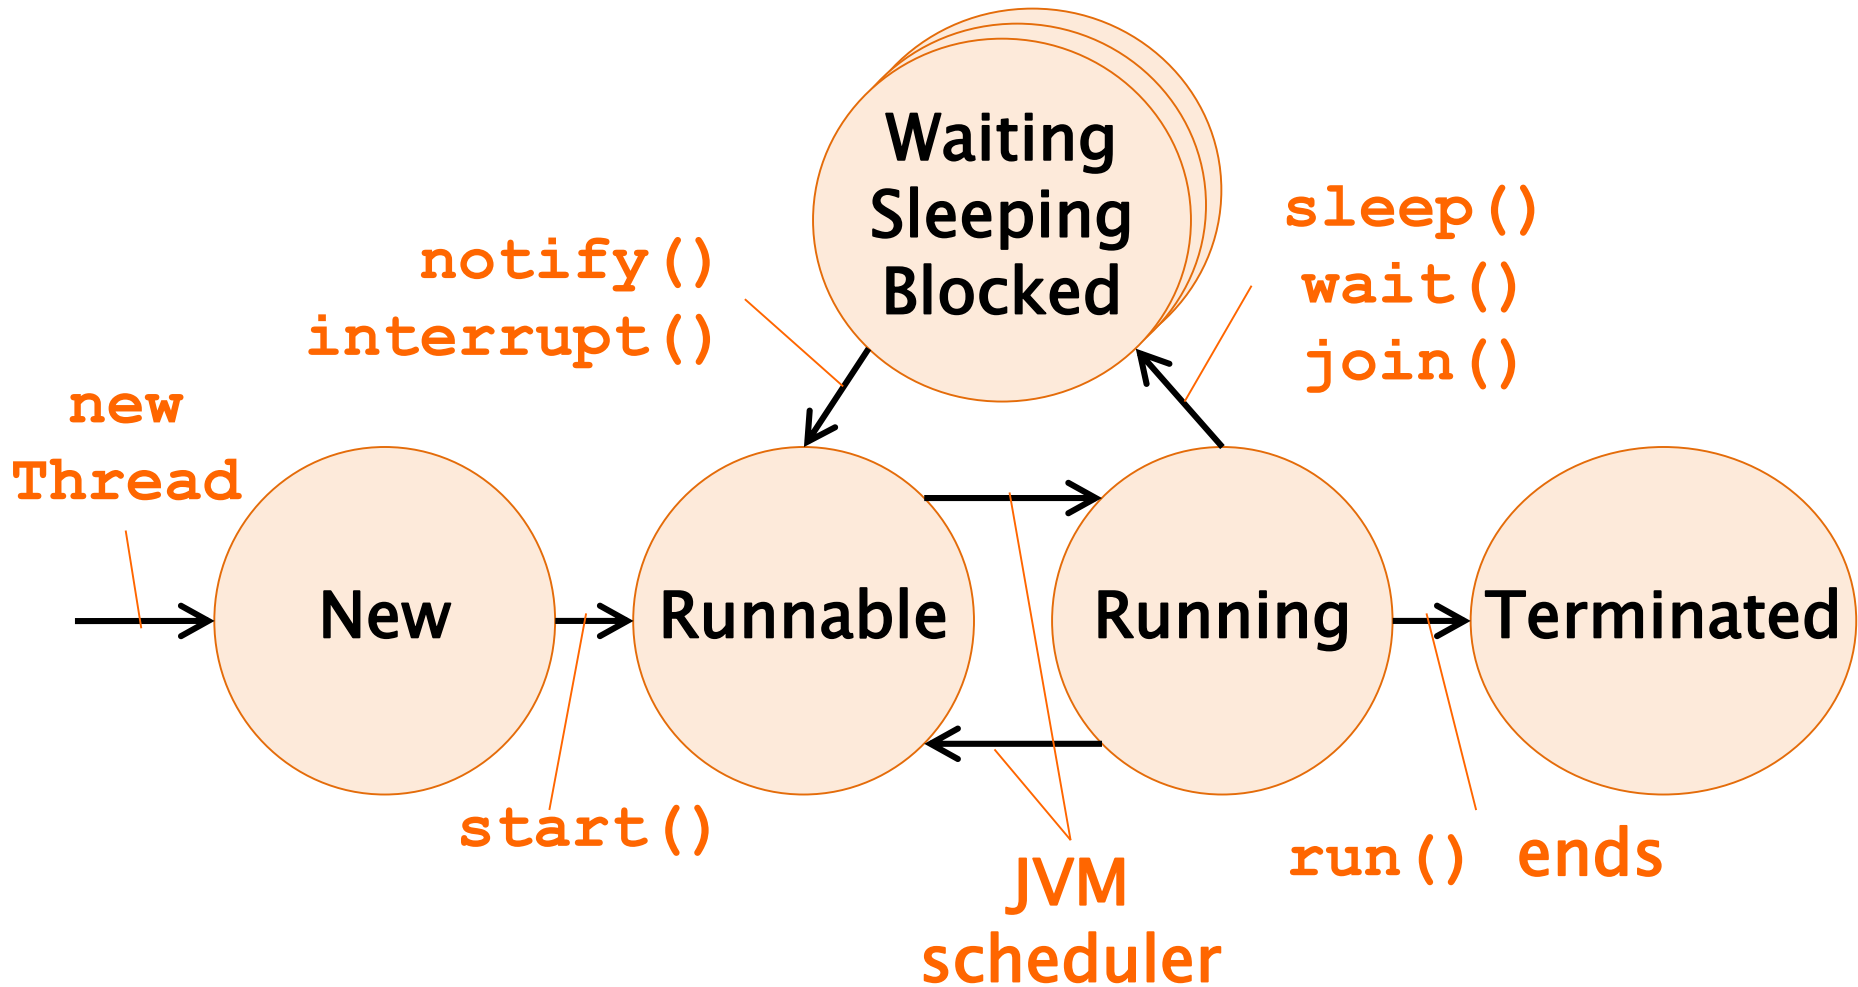 Waiting
Sleeping
Blocked
sleep()
wait()
join()
notify()
interrupt()
new
Thread
New
Runnable
Running
Terminated
start()
JVM
scheduler
run() ends